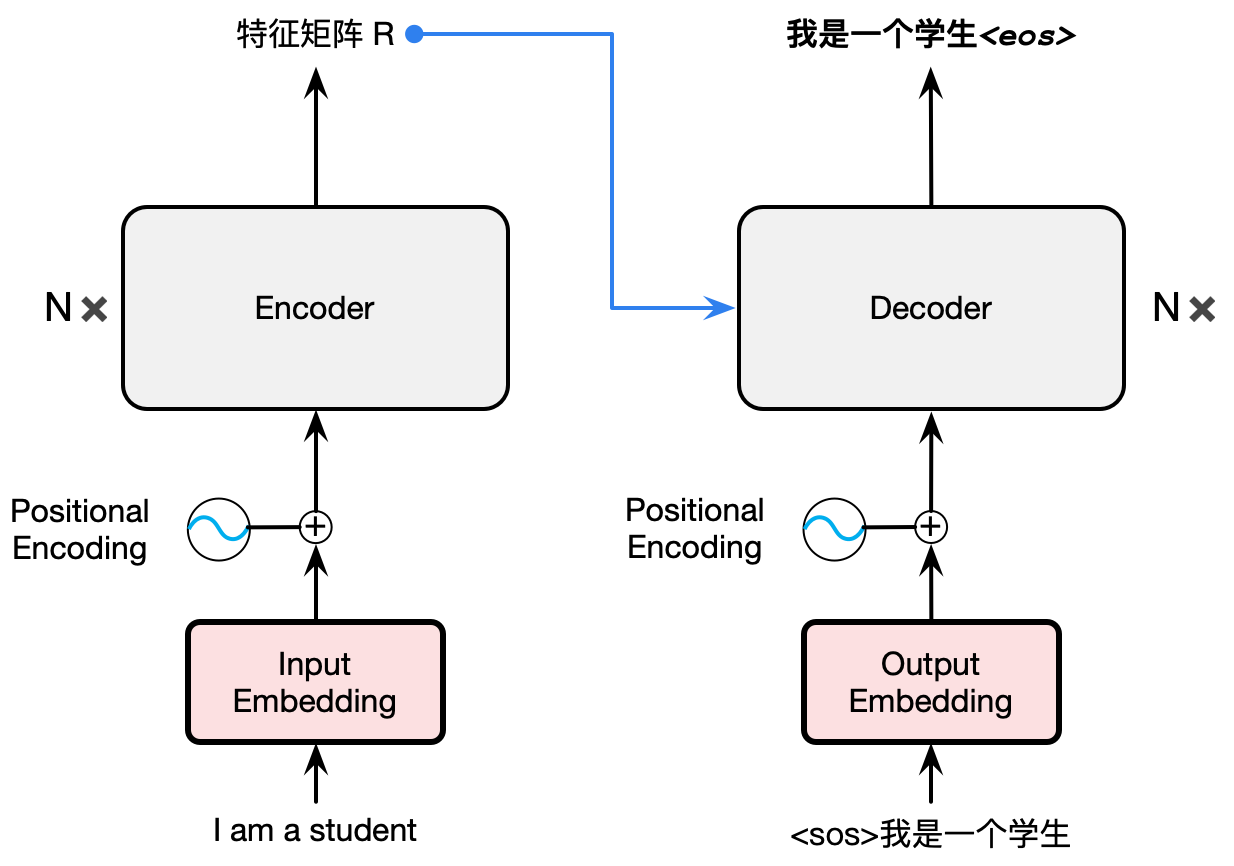 特征矩阵 R
我是一个学生<eos>
N ×
Encoder
Decoder
N ×
Positional
Encoding
+
Positional
Encoding
+
Input
Embedding
Output
Embedding
I am a student
<sos>我是一个学生